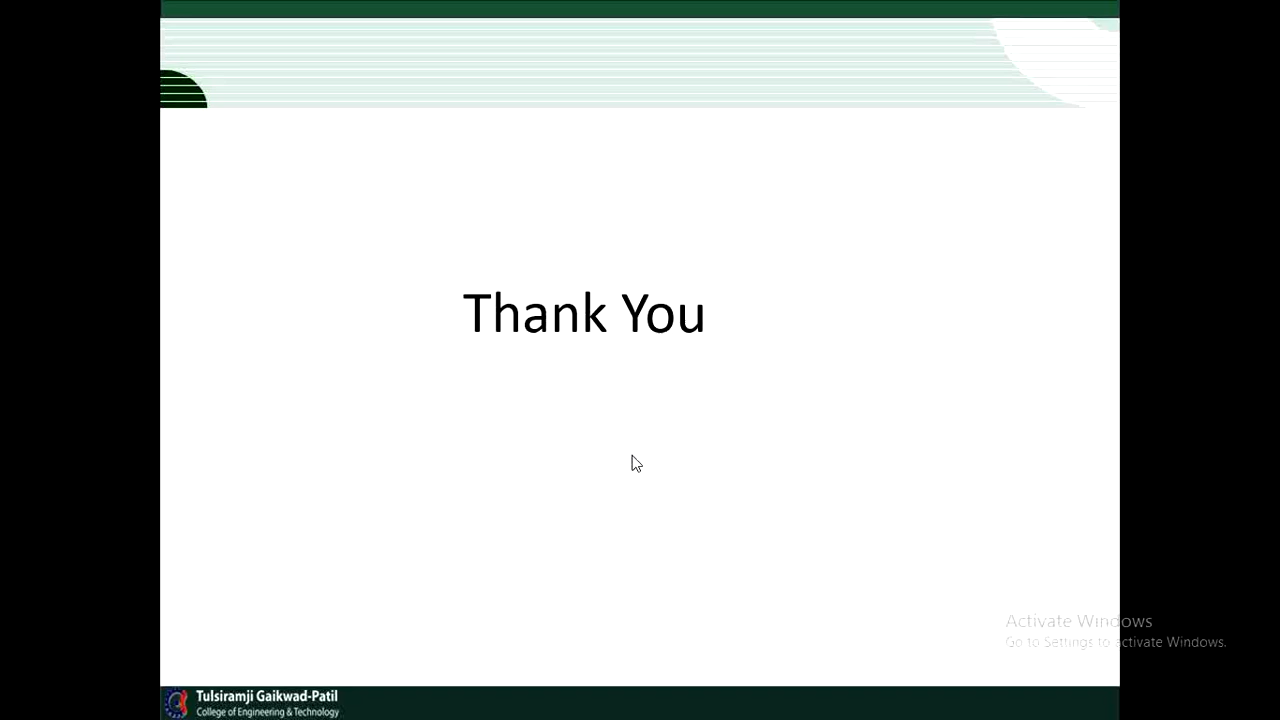 Thank You
Activate Windows
Go to Settings to activate Windows.
Tulsiramji Gaikwad-Patil
College of Engineering & Technology